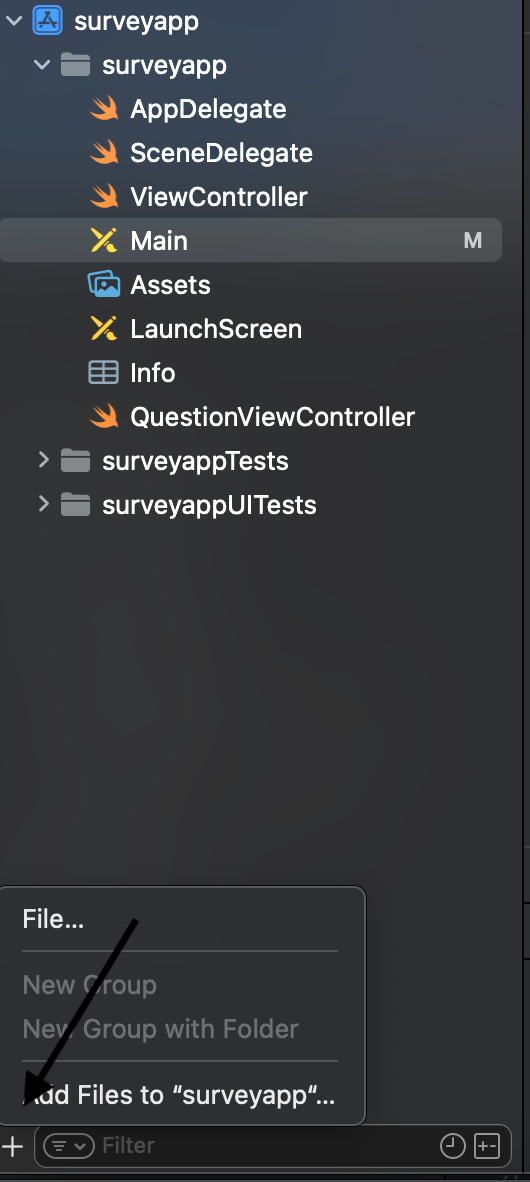 surveyapp
surveyapp
AppDelegate
SceneDelegate
ViewController
Main M
Assets
LaunchScreen
Info
QuestionViewController
surveyappTests
surveyappUITests
File...
New Group
New Group with Folder
Add Files to “surveyapp“...
Filter